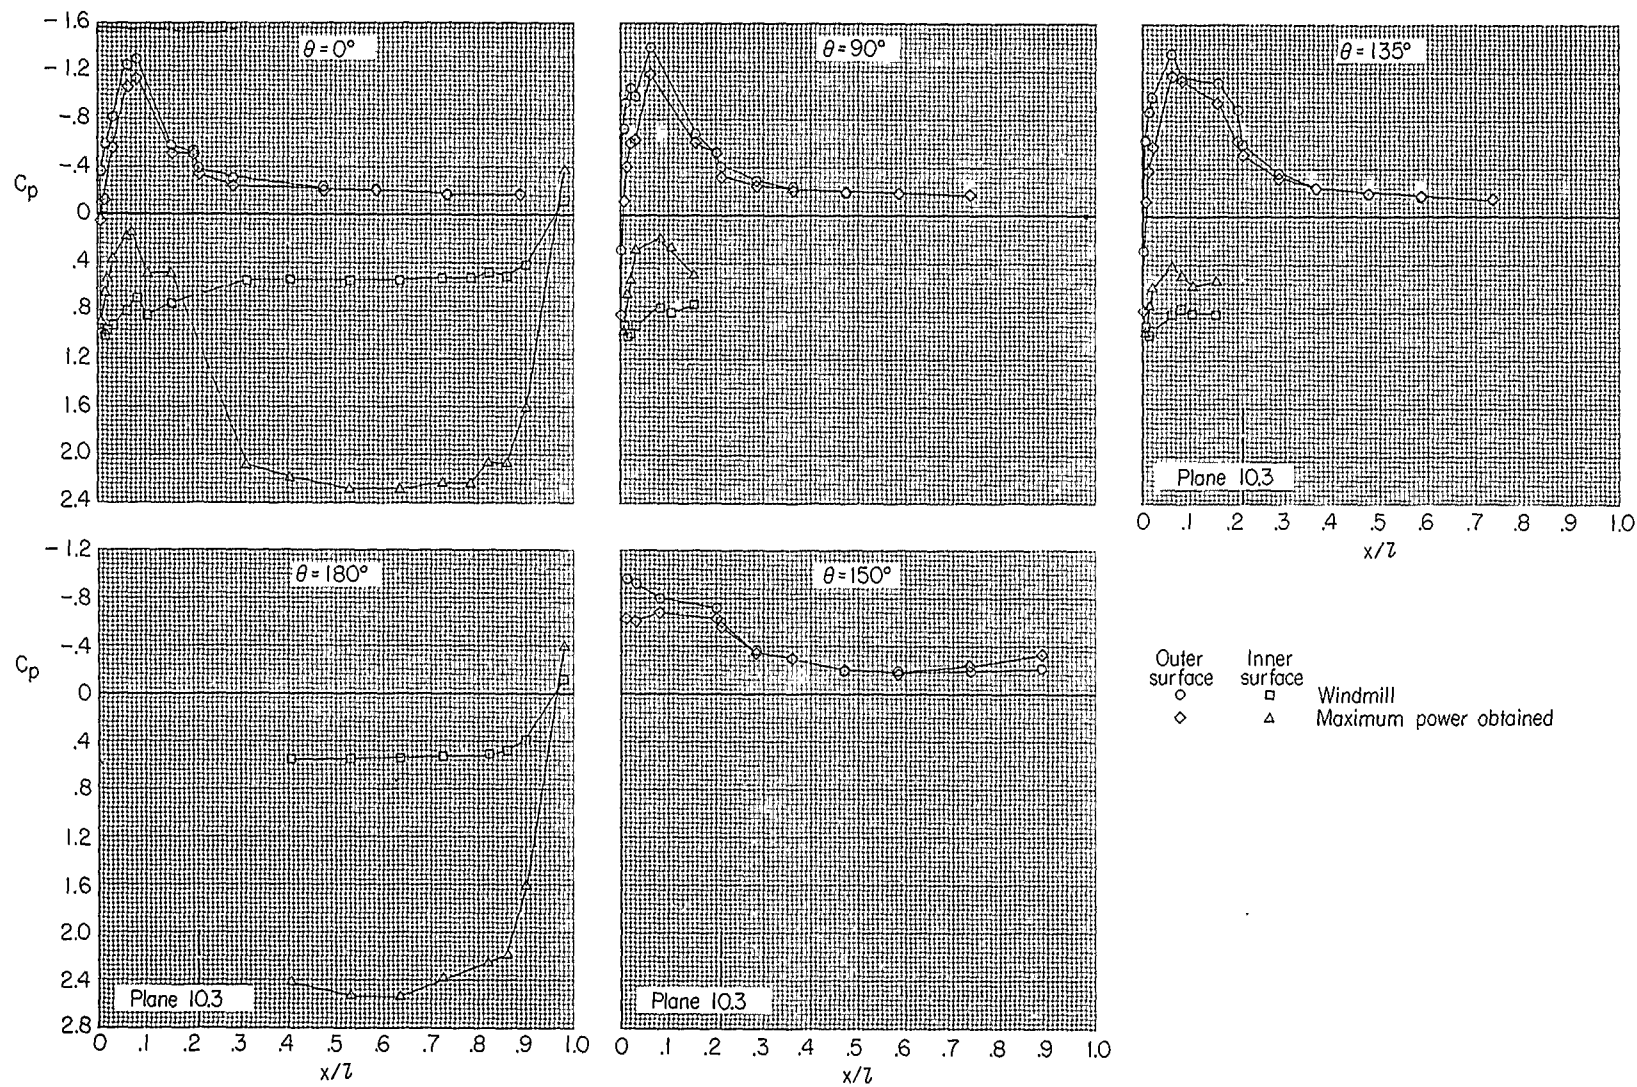 θ = 0°
- 1.6
- 1.2
- .8
- .4
0
.4
.8
1.2
1.6
2.0
2.4
Cp
θ = 90°
θ = 135°
Plane 10.3
0 .1 .2 .3 .4 .5 .6 .7 .8 .9 1.0
x/l
θ = 180°
- 1.2
- .8
- .4
0
.4
.8
1.2
1.6
2.0
2.4
2.8
Cp
Plane 10.3
0 .1 .2 .3 .4 .5 .6 .7 .8 .9 1.0
x/l
θ = 150°
Plane 10.3
0 .1 .2 .3 .4 .5 .6 .7 .8 .9 1.0
x/l
Outer surface
Inner surface
Windmill
Maximum power obtained